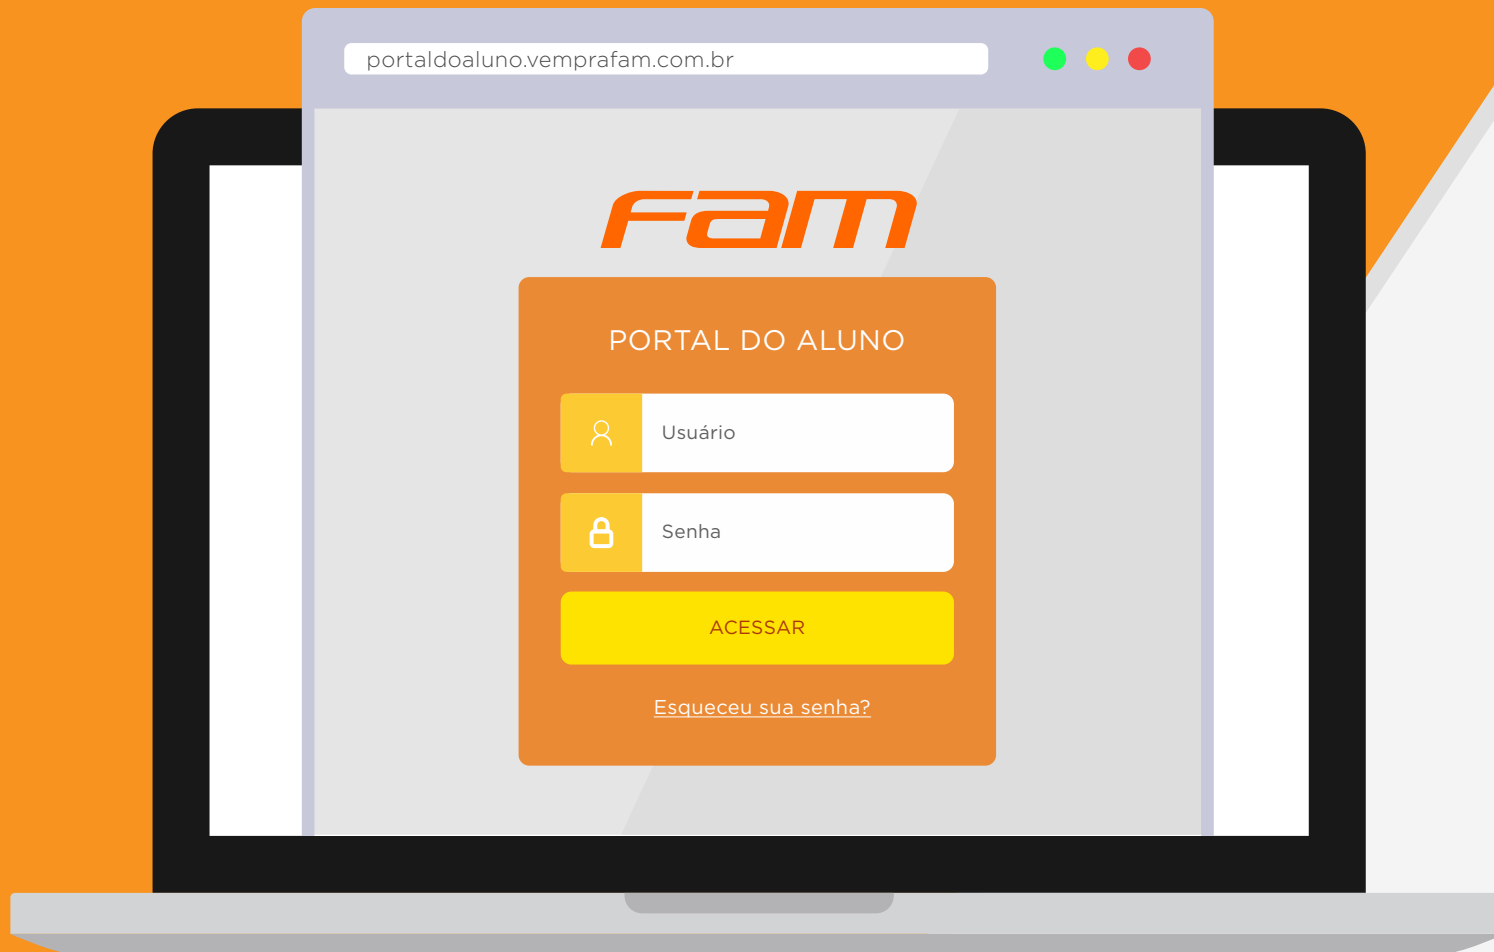 portaldoaluno.vemprafam.com.br
Fam
PORTAL DO ALUNO
Usuário
Senha
ACESSAR
Esqueceu sua senha?